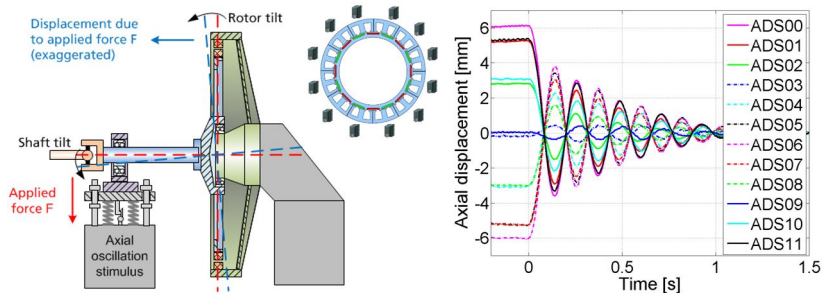 Displacement due
to applied force F
(exaggerated)
Rotor tilt
Shaft tilt
Applied
force F
Axial
oscillation
stimulus
Axial displacement [mm]
6
4
2
0
-2
-4
-6
0
0.5
1
1.5
Time [s]
ADS00
ADS01
ADS02
ADS03
ADS04
ADS05
ADS06
ADS07
ADS08
ADS09
ADS10
ADS11